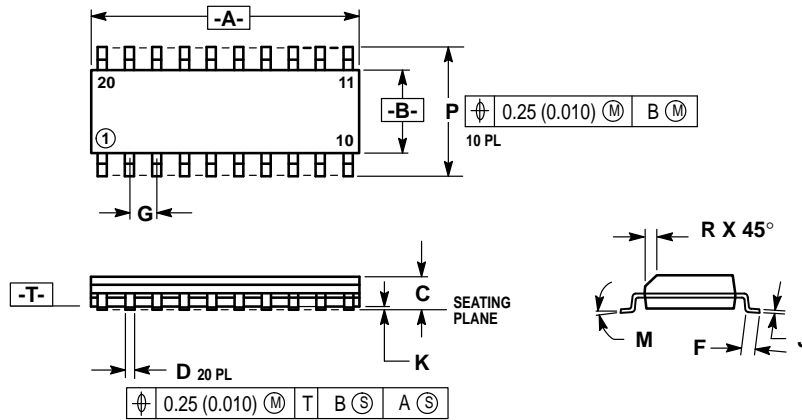 -A-
20 11
-B- P ⌖ 0.25 (0.010) Ⓜ B Ⓜ
10 PL
① 10
G
R X 45°
-T- C SEATING
PLANE
K
M F
D 20 PL
⌖ 0.25 (0.010) Ⓜ T B Ⓢ A Ⓢ